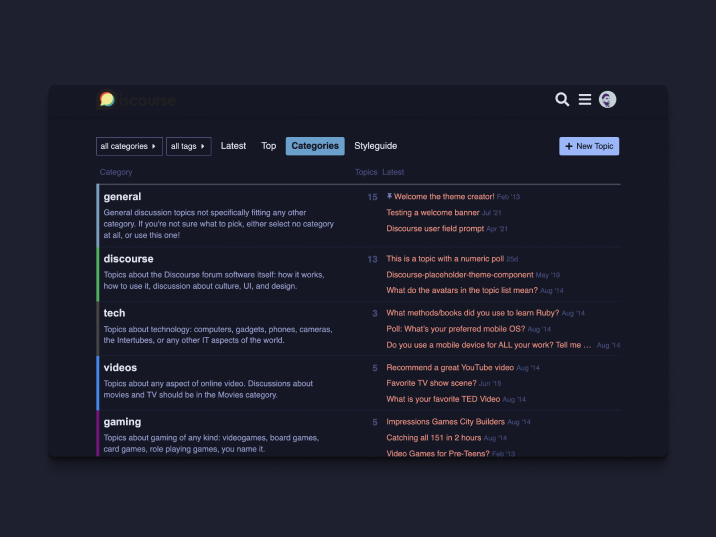 Discourse
all categories
all tags
Latest
Top
Categories
Styleguide
+ New Topic
Category
Topics
Latest
general
General discussion topics not specifically fitting any other
category. If you're not sure what to pick, either select no category
at all, or use this one!
15
Welcome the theme creator! Feb '13
Testing a welcome banner Jul '21
Discourse user field prompt Apr '21
discourse
Topics about the Discourse forum software itself: how it works,
how to use it, discussion about culture, UI, and design.
13
This is a topic with a numeric poll 25d
Discourse-placeholder-theme-component May '19
What do the avatars in the topic list mean? Aug '14
tech
Topics about technology: computers, gadgets, phones, cameras,
the Intertubes, or any other IT aspects of the world.
3
What methods/books did you use to learn Ruby? Aug '14
Poll: What's your preferred mobile OS? Aug '14
Do you use a mobile device for ALL your work? Tell me … Aug '14
videos
Topics about any aspect of online video. Discussions about
movies and TV should be in the Movies category.
5
Recommend a great YouTube video Aug '14
Favorite TV show scene? Jun '15
What is your favorite TED Video Aug '14
gaming
Topics about gaming of any kind: videogames, board games,
card games, role playing games, you name it.
5
Impressions Games City Builders Aug '14
Catching all 151 in 2 hours Aug '14
Video Games for Pre-Teens? Feb '13